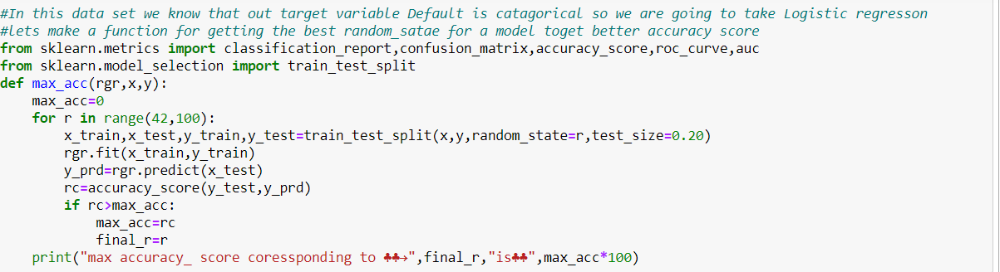 #In this data set we know that out target variable Default is catagorical so we are going to take Logistic regresson
#lets make a function for getting the best random_satae for a model toget better accuracy score
from sklearn.metrics import classification_report,confusion_matrix,accuracy_score,roc_curve,auc
from sklearn.model_selection import train_test_split
def max_acc(rgr,x,y):
    max_acc=0
    for r in range(42,100):
        x_train,x_test,y_train,y_test=train_test_split(x,y,random_state=r,test_size=0.20)
        rgr.fit(x_train,y_train)
        y_prd=rgr.predict(x_test)
        rc=accuracy_score(y_test,y_prd)
        if rc>max_acc:
            max_acc=rc
            final_r=r
    print("max accuracy_ score coressponding to ♣♣→",final_r,"is♣♣",max_acc*100)